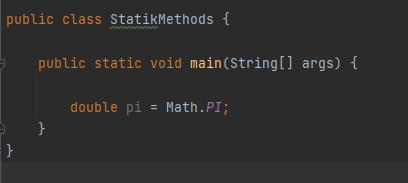 public class StatikMethods {
public static void main(String[] args) {
double pi = Math.PI;
}
}